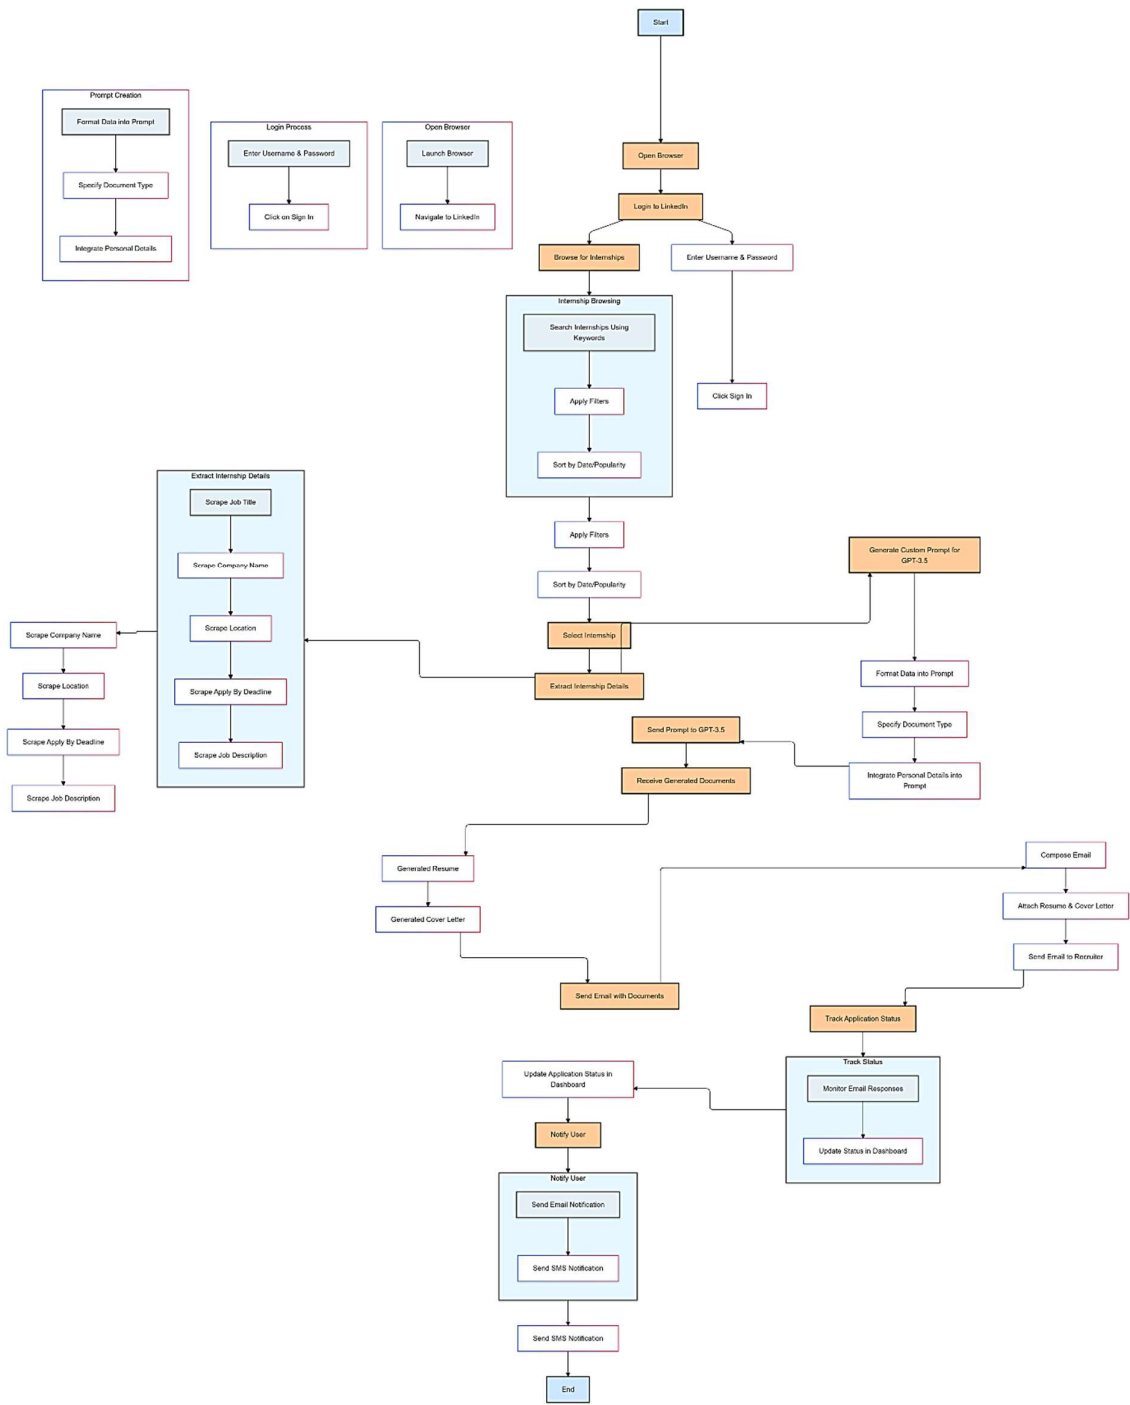 Start
Prompt Creation
Format Data into Prompt
Specify Document Type
Integrate Personal Details
Login Process
Enter Username & Password
Click on Sign In
Open Browser
Launch Browser
Navigate to LinkedIn
Open Browser
Login to LinkedIn
Browse for Internships
Enter Username & Password
Click Sign In
Internship Browsing
Search Internships Using
Keywords
Apply Filters
Sort by Date/Popularity
Apply Filters
Sort by Date/Popularity
Select Internship
Extract Internship Details
Extract Internship Details
Scrape Job Title
Scrape Company Name
Scrape Location
Scrape Apply By Deadline
Scrape Job Description
Scrape Company Name
Scrape Location
Scrape Apply By Deadline
Scrape Job Description
Generate Custom Prompt for
GPT-3.5
Format Data into Prompt
Specify Document Type
Integrate Personal Details into
Prompt
Send Prompt to GPT-3.5
Receive Generated Documents
Generated Resume
Generated Cover Letter
Send Email with Documents
Compose Email
Attach Resume & Cover Letter
Send Email to Recruiter
Track Application Status
Track Status
Monitor Email Responses
Update Status in Dashboard
Update Application Status in
Dashboard
Notify User
Notify User
Send Email Notification
Send SMS Notification
Send SMS Notification
End